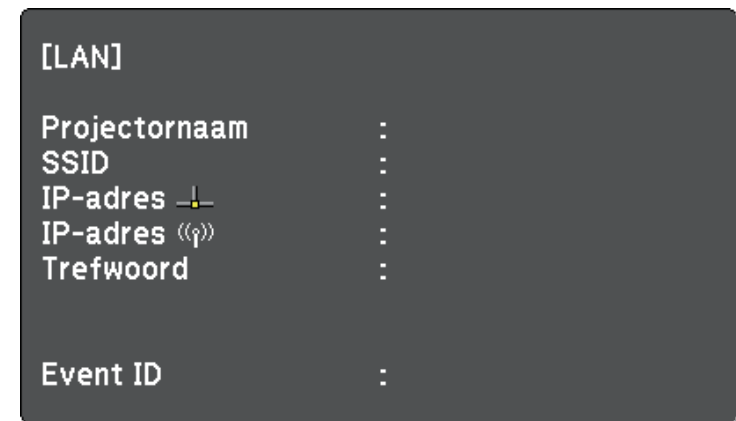 [LAN]
Projectornaam :
SSID :
IP-adres :
IP-adres :
Trefwoord :
Event ID :